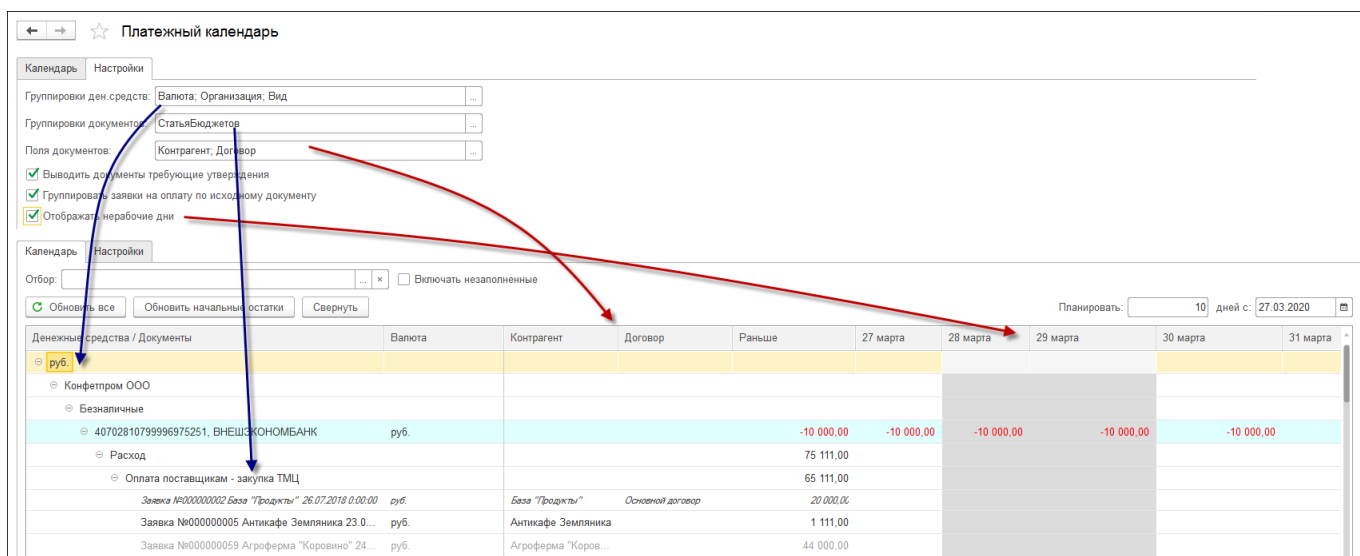 Платежный календарь
Календарь Настройки
Группировки ден.средств: Валюта; Организация; Вид ...
Группировки документов: СтатьяБюджетов ...
Поля документов: Контрагент; Договор ...
Выводить документы требующие утверждения
Группировать заявки на оплату по исходному документу
Отображать нерабочие дни
Календарь Настройки
Отбор: ... × Включать незаполненные
Обновить все Обновить начальные остатки Свернуть Планировать: 10 дней с: 27.03.2020
Денежные средства / Документы Валюта Контрагент Договор Раньше 27 марта 28 марта 29 марта 30 марта 31 марта
руб.
Конфетпром ООО
Безналичные
40702810799996975251, ВНЕШЭКОНОМБАНК руб. -10 000,00 -10 000,00 -10 000,00 -10 000,00 -10 000,00
Расход 75 111,00
Оплата поставщикам - закупка ТМЦ 65 111,00
Заявка №000000002 База "Продукты" 26.07.2018 0:00:00 руб. База "Продукты" Основной договор 20 000,00
Заявка №000000005 Антикафе Земляника 23.0... руб. Антикафе Земляника 1 111,00
Заявка №000000059 Агроферма "Коровино" 24... руб. Агроферма "Коров... 44 000,00